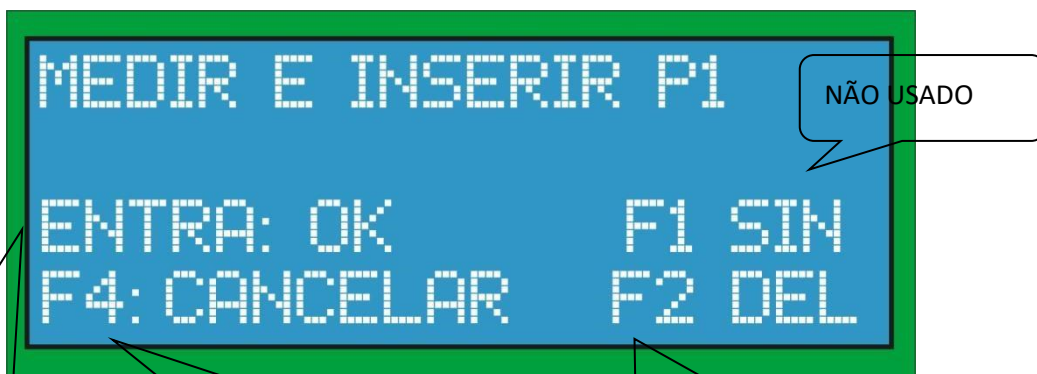 MEDIR E INSERIR P1
NÃO USADO
ENTRA: OK F1 SIN
F4: CANCELAR F2 DEL